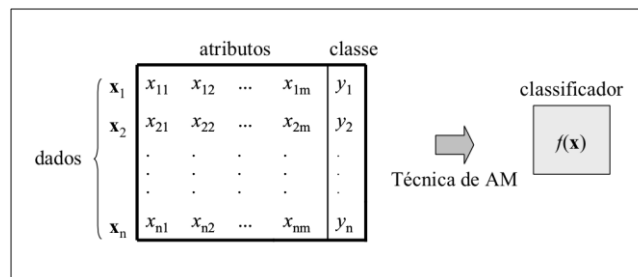 atributos classe
x₁ x₁₁ x₁₂ ... x₁ₘ y₁
x₂ x₂₁ x₂₂ ... x₂ₘ y₂
dados
. . . . .
. . . . .
. . . . .
xₙ xₙ₁ xₙ₂ ... xₙₘ yₙ
Técnica de AM
classificador
f(x)